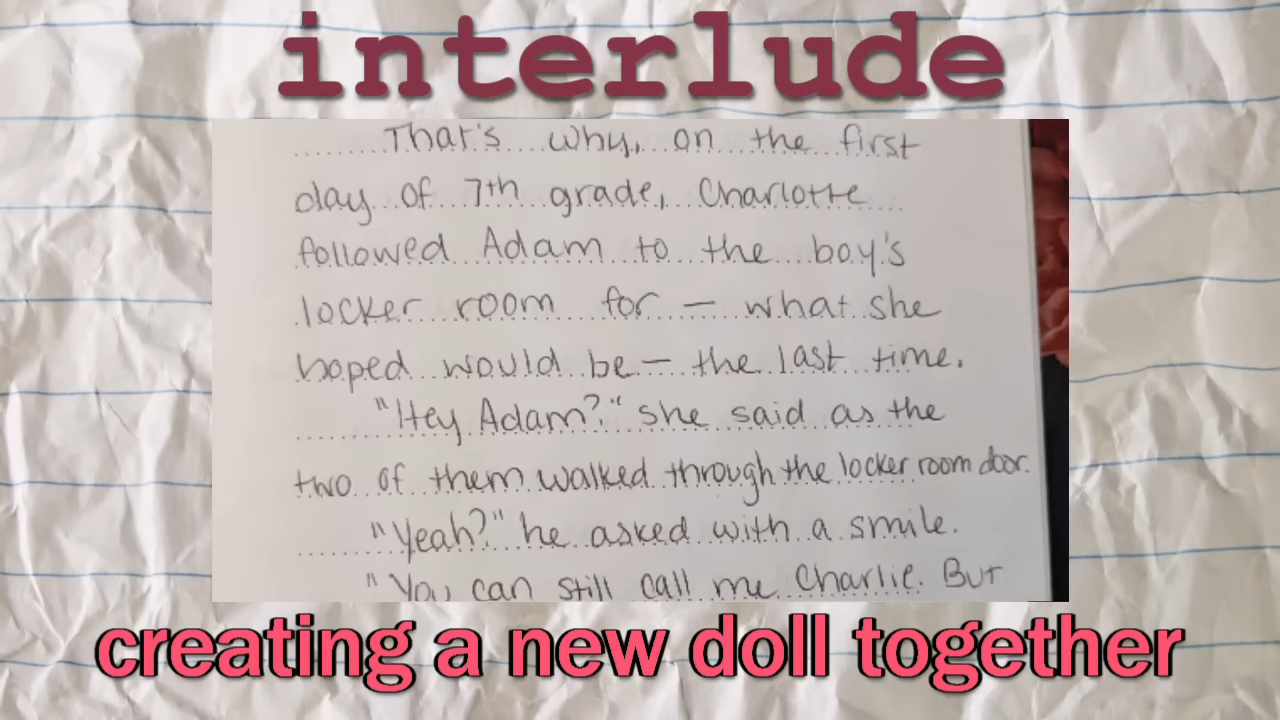 interlude
That's why, on the first
day of 7th grade, Charlotte
followed Adam to the boy's
locker room for — what she
hoped would be — the last time.
"Hey Adam?" she said as the
two of them walked through the locker room door.
"Yeah?" he asked with a smile.
"You can still call me Charlie. But
creating a new doll together